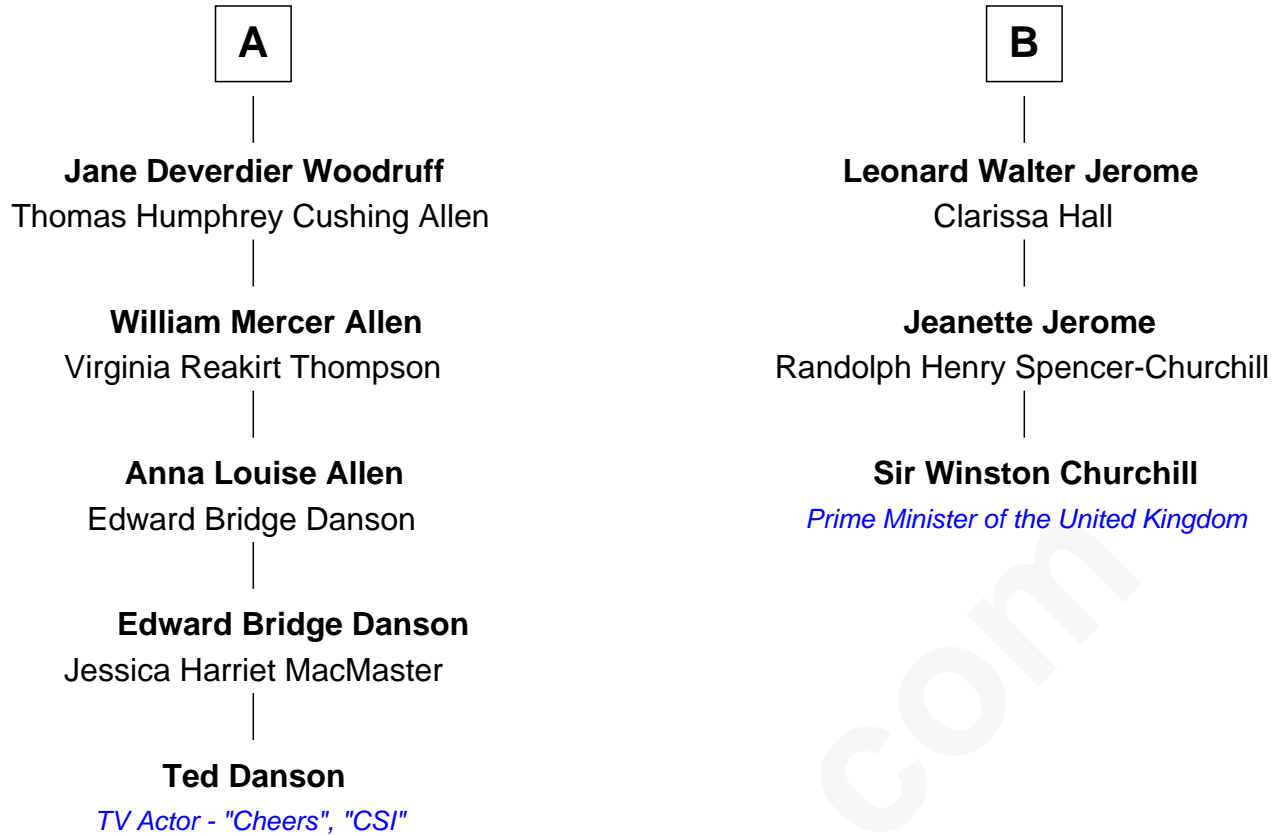 A
Jane Deverdier Woodruff
Thomas Humphrey Cushing Allen
William Mercer Allen
Virginia Reakirt Thompson
Anna Louise Allen
Edward Bridge Danson
Edward Bridge Danson
Jessica Harriet MacMaster
Ted Danson
TV Actor - "Cheers", "CSI"
B
Leonard Walter Jerome
Clarissa Hall
Jeanette Jerome
Randolph Henry Spencer-Churchill
Sir Winston Churchill
Prime Minister of the United Kingdom
com